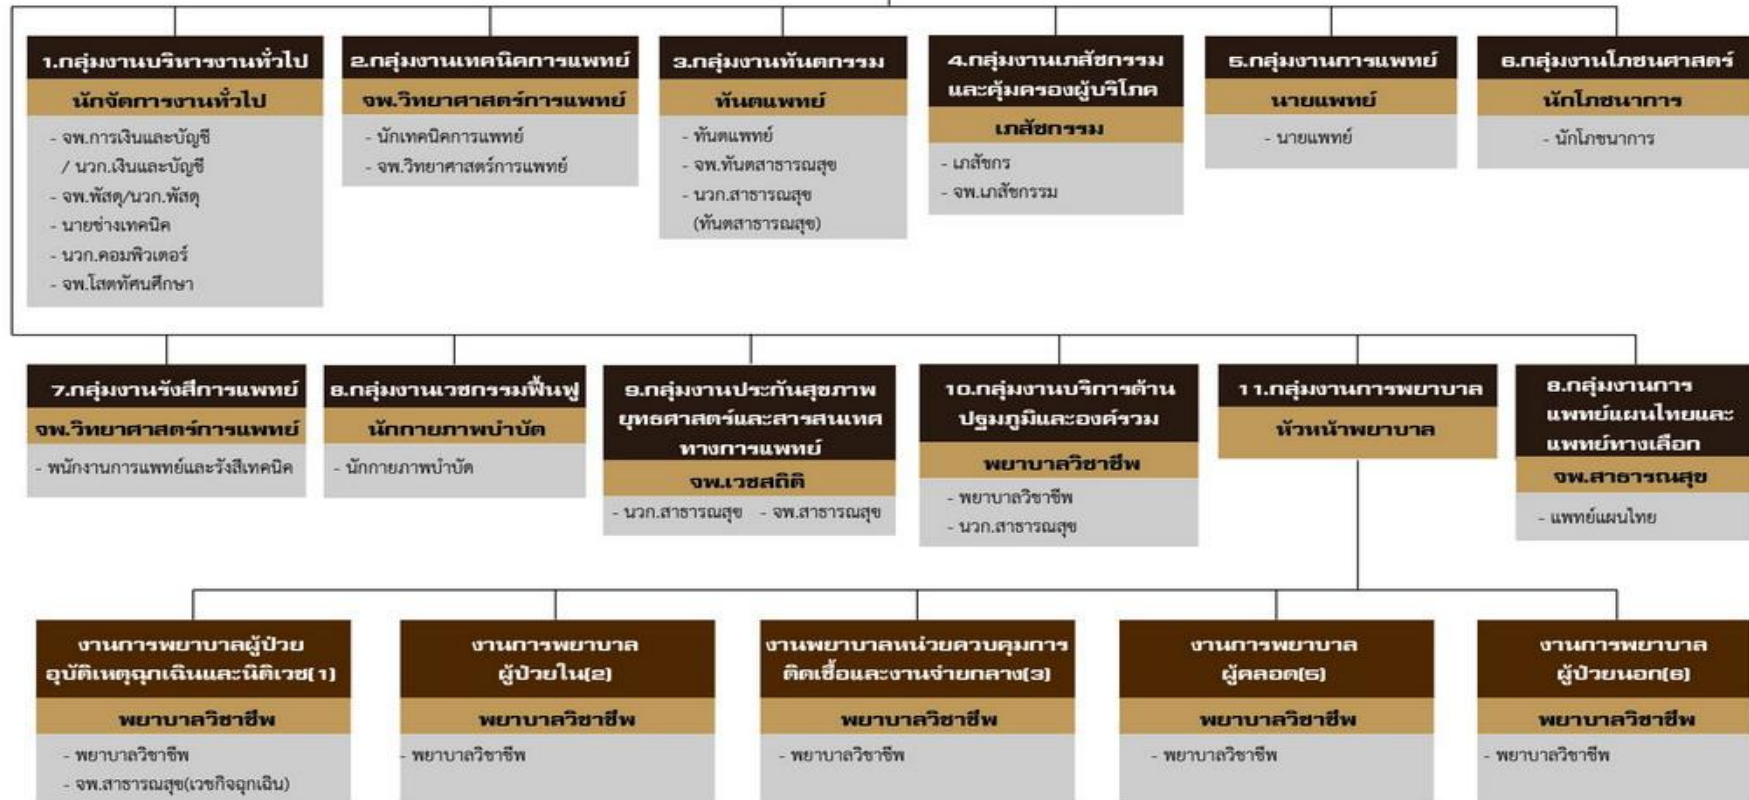 1.กลุ่มงานบริหารงานทั่วไป
นักจัดการงานทั่วไป
- จพ.การเงินและบัญชี
/ นวก.เงินและบัญชี
- จพ.พัสดุ/นวก.พัสดุ
- นายช่างเทคนิค
- นวก.คอมพิวเตอร์
- จพ.โสตทัศนศึกษา
2.กลุ่มงานเทคนิคการแพทย์
จพ.วิทยาศาสตร์การแพทย์
- นักเทคนิคการแพทย์
- จพ.วิทยาศาสตร์การแพทย์
3.กลุ่มงานทันตกรรม
ทันตแพทย์
- ทันตแพทย์
- จพ.ทันตสาธารณสุข
- นวก.สาธารณสุข
(ทันตสาธารณสุข)
4.กลุ่มงานเภสัชกรรม
และคุ้มครองผู้บริโภค
เภสัชกรรม
- เภสัชกร
- จพ.เภสัชกรรม
5.กลุ่มงานการแพทย์
นายแพทย์
- นายแพทย์
6.กลุ่มงานโภชนศาสตร์
นักโภชนาการ
- นักโภชนาการ
7.กลุ่มงานรังสีการแพทย์
จพ.วิทยาศาสตร์การแพทย์
- พนักงานการแพทย์และรังสีเทคนิค
8.กลุ่มงานเวชกรรมฟื้นฟู
นักกายภาพบำบัด
- นักกายภาพบำบัด
9.กลุ่มงานประกันสุขภาพ
ยุทธศาสตร์และสารสนเทศ
ทางการแพทย์
จพ.เวชสถิติ
- นวก.สาธารณสุข - จพ.สาธารณสุข
10.กลุ่มงานบริการด้าน
ปฐมภูมิและองค์รวม
พยาบาลวิชาชีพ
- พยาบาลวิชาชีพ
- นวก.สาธารณสุข
11.กลุ่มงานการพยาบาล
หัวหน้าพยาบาล
8.กลุ่มงานการ
แพทย์แผนไทยและ
แพทย์ทางเลือก
จพ.สาธารณสุข
- แพทย์แผนไทย
งานการพยาบาลผู้ป่วย
อุบัติเหตุฉุกเฉินและนิติเวช(1)
พยาบาลวิชาชีพ
- พยาบาลวิชาชีพ
- จพ.สาธารณสุข(เวชกิจฉุกเฉิน)
งานการพยาบาล
ผู้ป่วยใน(2)
พยาบาลวิชาชีพ
- พยาบาลวิชาชีพ
งานพยาบาลหน่วยควบคุมการ
ติดเชื้อและงานจ่ายกลาง(3)
พยาบาลวิชาชีพ
- พยาบาลวิชาชีพ
งานการพยาบาล
ผู้คลอด(5)
พยาบาลวิชาชีพ
- พยาบาลวิชาชีพ
งานการพยาบาล
ผู้ป่วยนอก(6)
พยาบาลวิชาชีพ
- พยาบาลวิชาชีพ